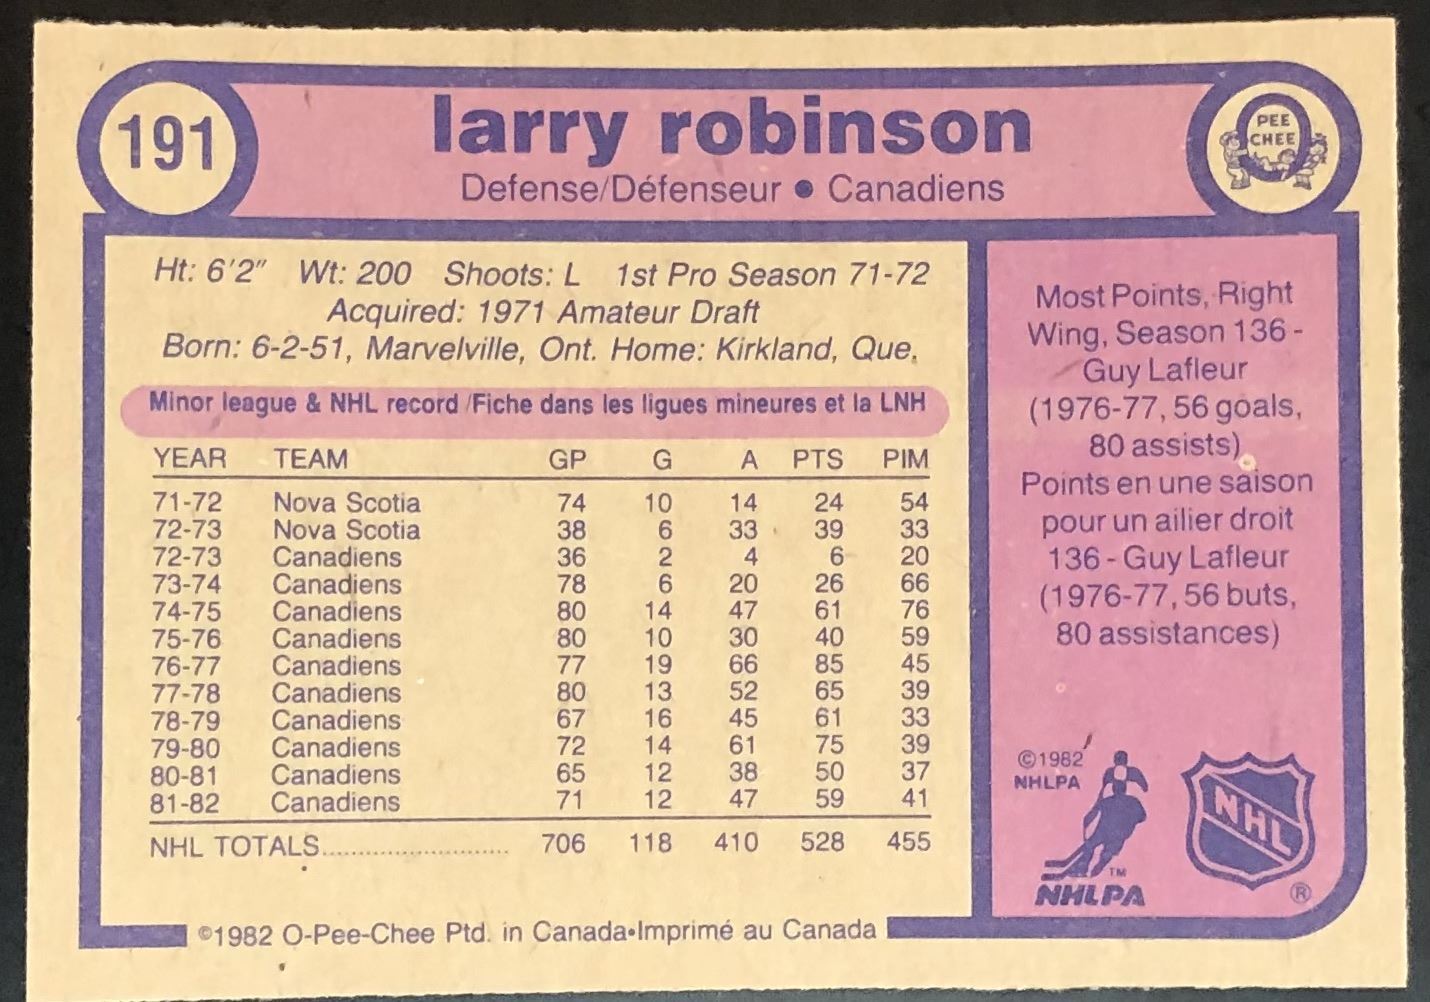 191
larry robinson
Defense/Défenseur • Canadiens
PEE
CHEE
Ht: 6'2" Wt: 200 Shoots: L 1st Pro Season 71-72
Acquired: 1971 Amateur Draft
Born: 6-2-51, Marvelville, Ont. Home: Kirkland, Que.
Minor league & NHL record /Fiche dans les ligues mineures et la LNH
YEAR TEAM GP G A PTS PIM
71-72 Nova Scotia 74 10 14 24 54
72-73 Nova Scotia 38 6 33 39 33
72-73 Canadiens 36 2 4 6 20
73-74 Canadiens 78 6 20 26 66
74-75 Canadiens 80 14 47 61 76
75-76 Canadiens 80 10 30 40 59
76-77 Canadiens 77 19 66 85 45
77-78 Canadiens 80 13 52 65 39
78-79 Canadiens 67 16 45 61 33
79-80 Canadiens 72 14 61 75 39
80-81 Canadiens 65 12 38 50 37
81-82 Canadiens 71 12 47 59 41
NHL TOTALS........................... 706 118 410 528 455
Most Points, Right
Wing, Season 136 -
Guy Lafleur
(1976-77, 56 goals,
80 assists)
Points en une saison
pour un ailier droit
136 - Guy Lafleur
(1976-77, 56 buts,
80 assistances)
©1982
NHLPA
TM
NHLPA
NHL
®
©1982 O-Pee-Chee Ptd. in Canada•Imprimé au Canada